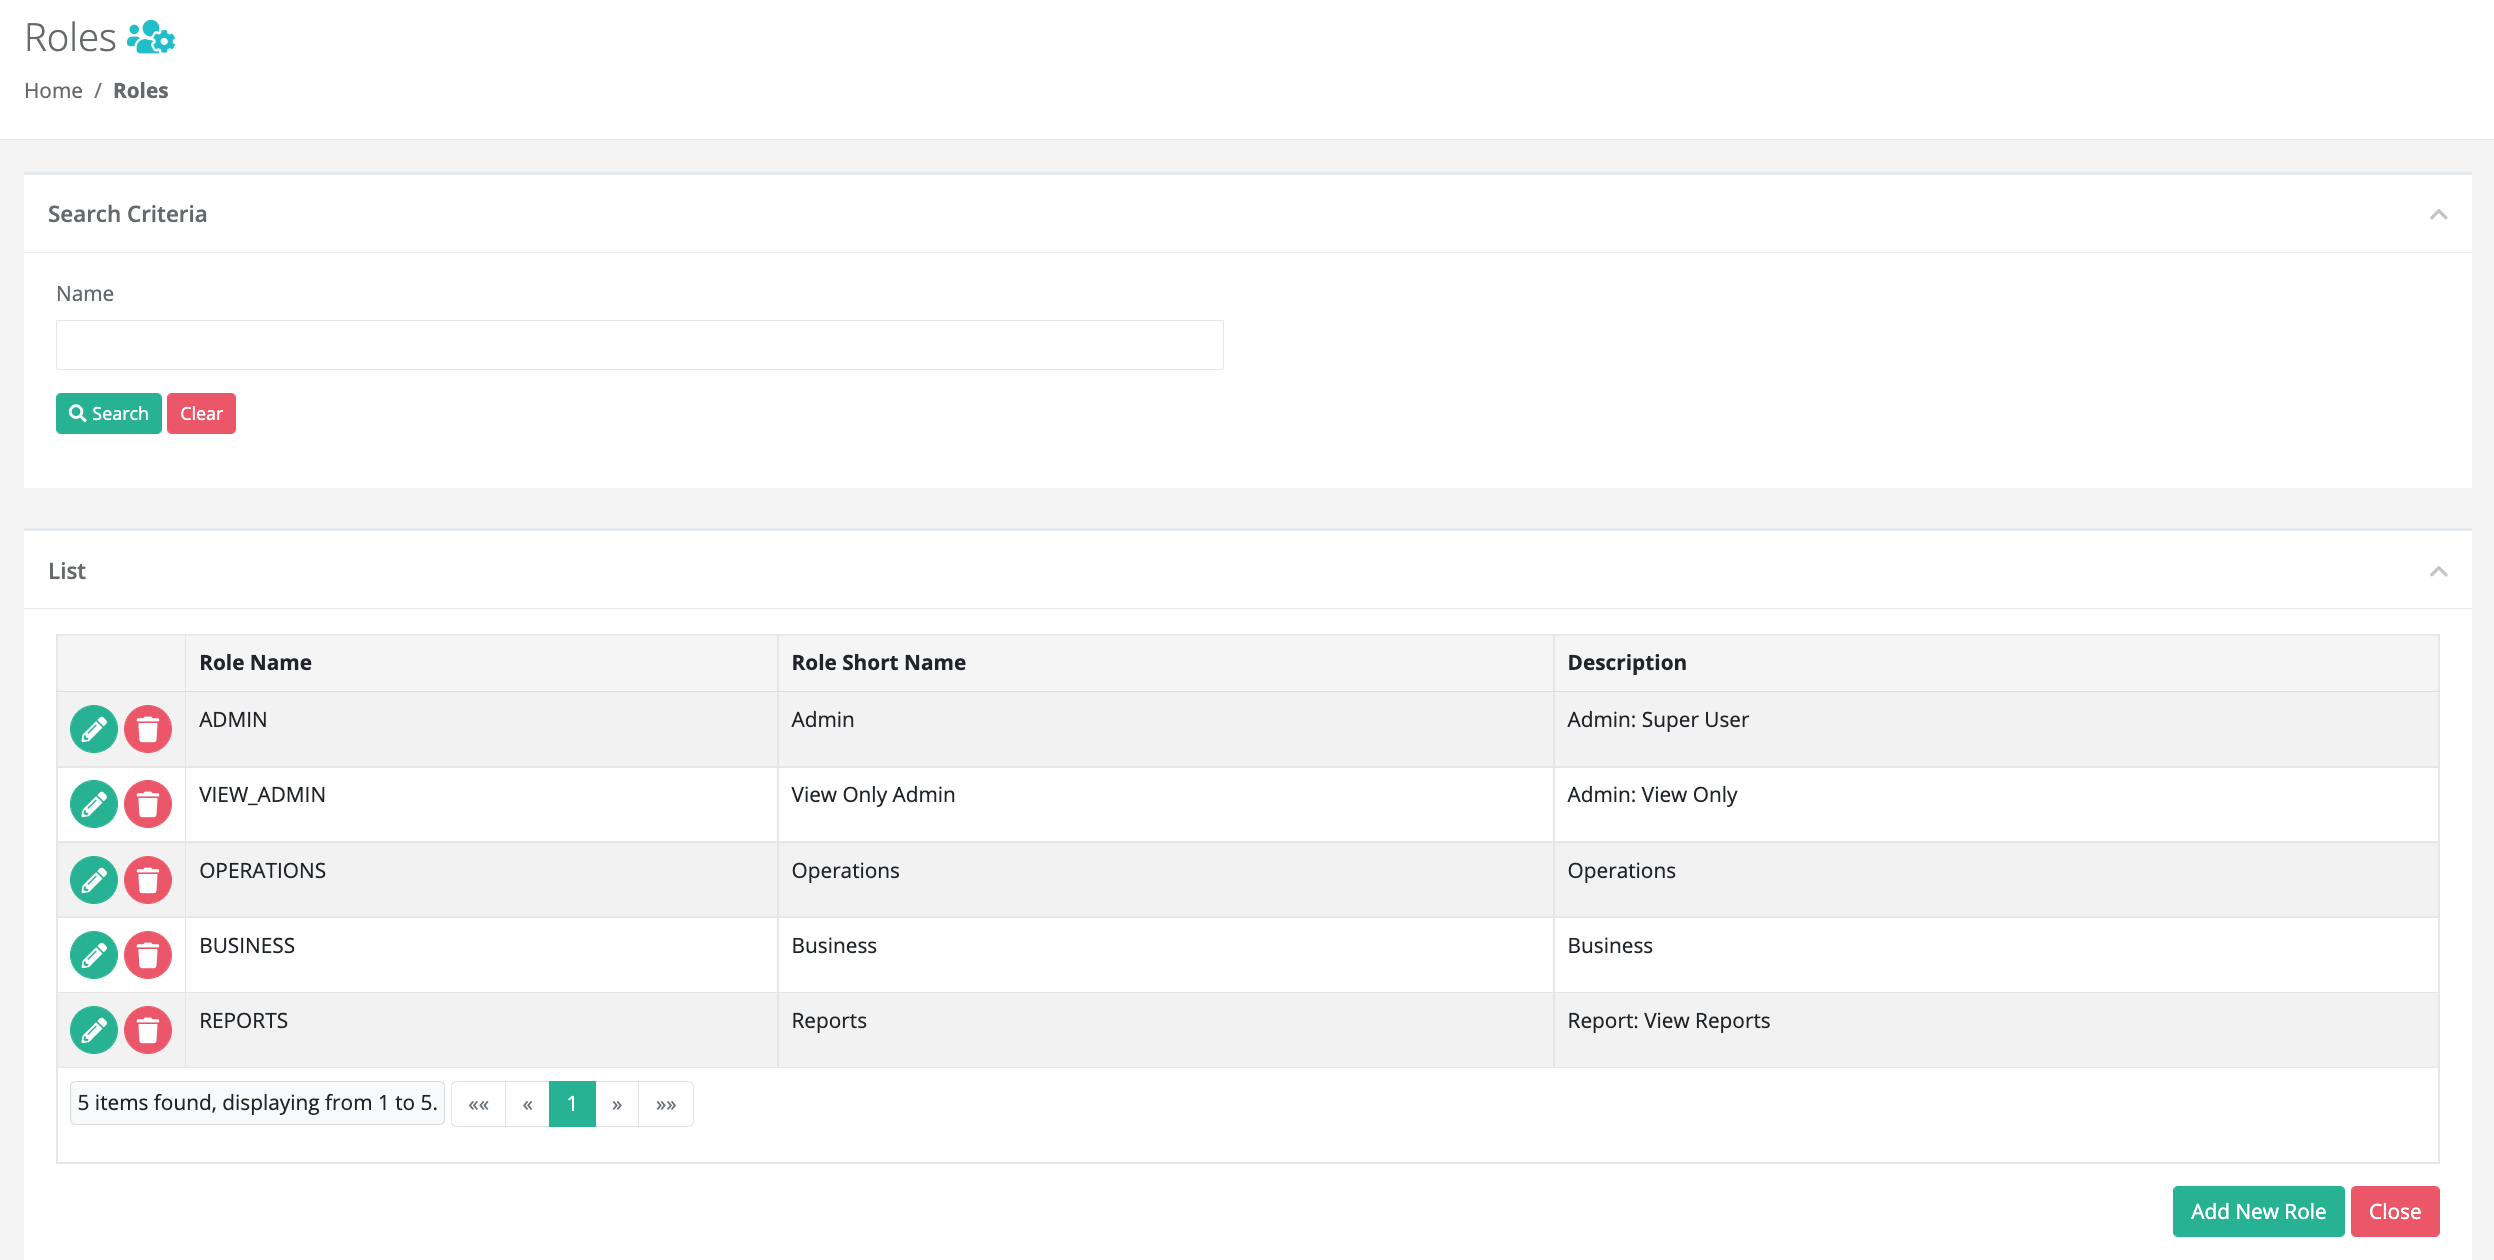 Roles
Home / Roles
Search Criteria
Name
Search Clear
List
Role Name Role Short Name Description
ADMIN Admin Admin: Super User
VIEW_ADMIN View Only Admin Admin: View Only
OPERATIONS Operations Operations
BUSINESS Business Business
REPORTS Reports Report: View Reports
5 items found, displaying from 1 to 5. «« « 1 » »»
Add New Role Close